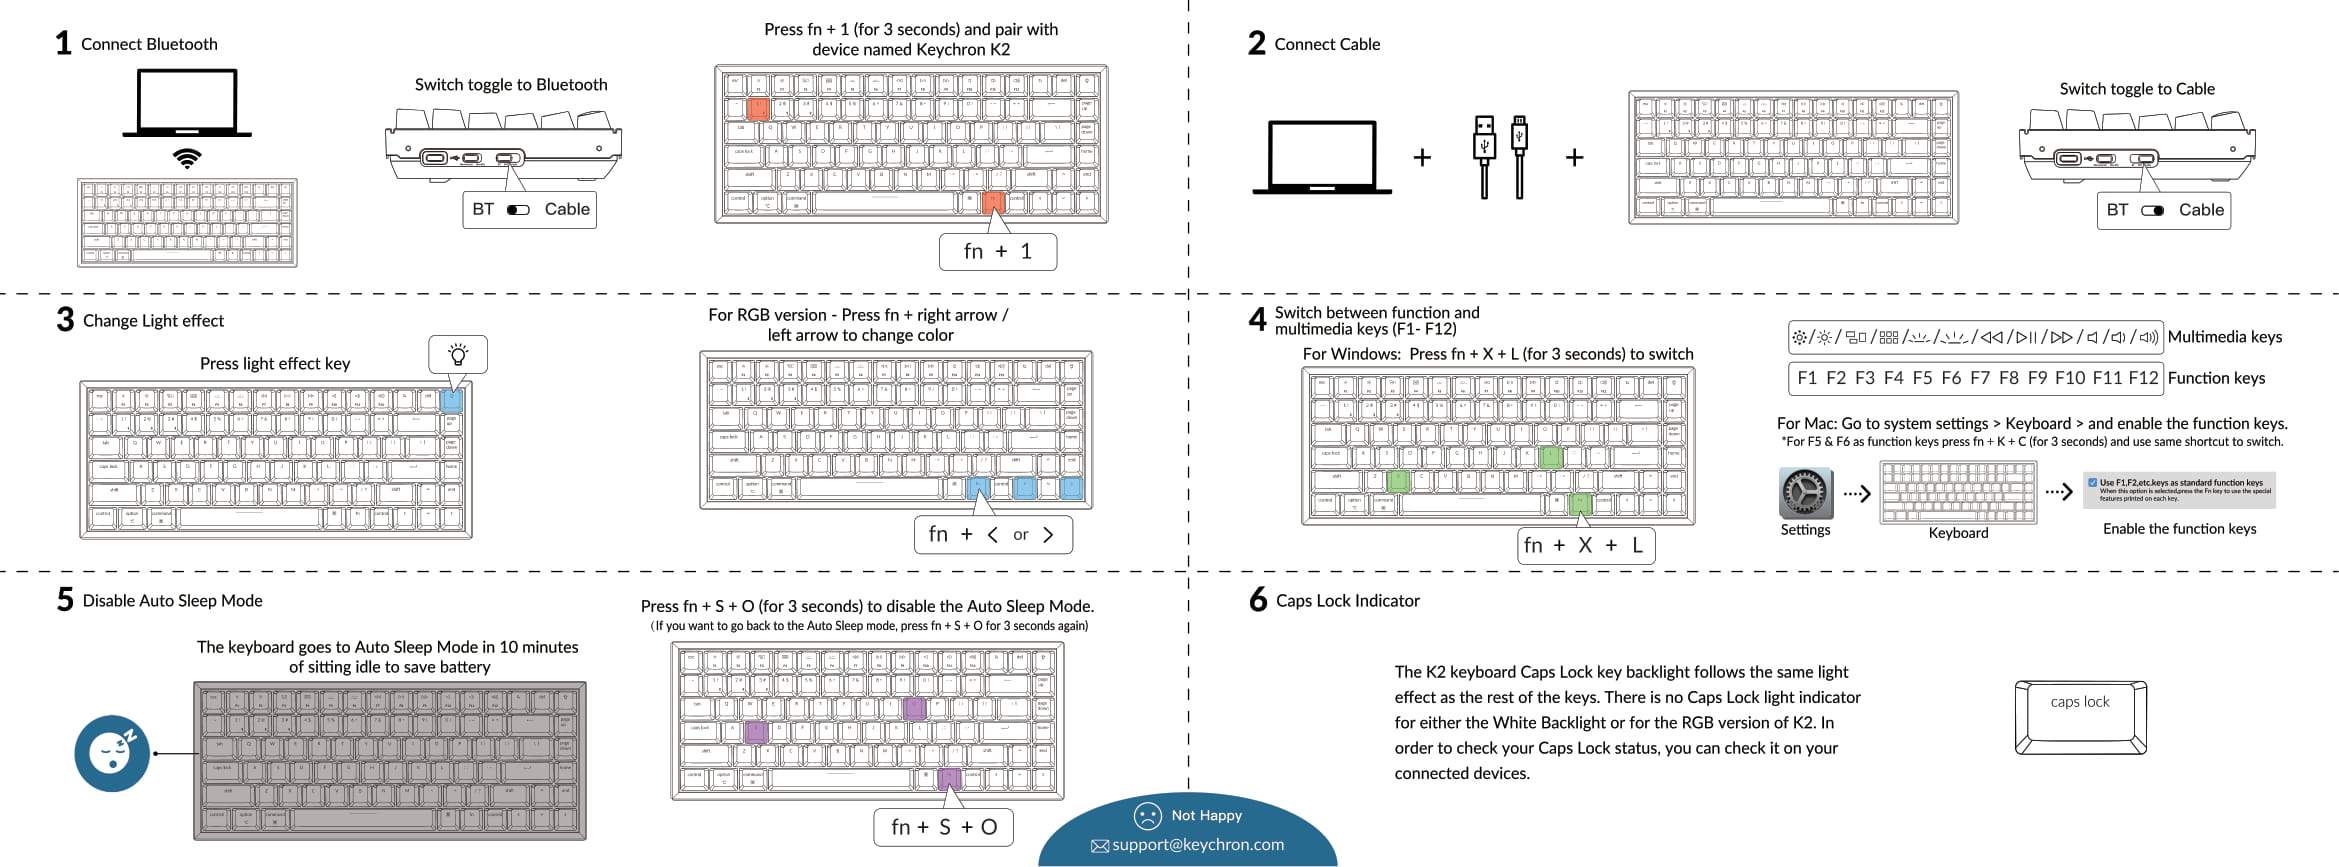 1 Connect Bluetooth
Switch toggle to Bluetooth
BT Cable
Press fn + 1 (for 3 seconds) and pair with
device named Keychron K2
fn + 1
2 Connect Cable
Switch toggle to Cable
BT Cable
3 Change Light effect
Press light effect key
For RGB version - Press fn + right arrow /
left arrow to change color
fn + < or >
4 Switch between function and
multimedia keys (F1- F12)
For Windows: Press fn + X + L (for 3 seconds) to switch
fn + X + L
Multimedia keys
F1 F2 F3 F4 F5 F6 F7 F8 F9 F10 F11 F12 Function keys
For Mac: Go to system settings > Keyboard > and enable the function keys.
*For F5 & F6 as function keys press fn + K + C (for 3 seconds) and use same shortcut to switch.
Use F1,F2,etc.keys as standard function keys
When this option is selected,press the Fn key to use the special
features printed on each key.
Settings
Keyboard
Enable the function keys
5 Disable Auto Sleep Mode
The keyboard goes to Auto Sleep Mode in 10 minutes
of sitting idle to save battery
Press fn + S + O (for 3 seconds) to disable the Auto Sleep Mode.
(If you want to go back to the Auto Sleep mode, press fn + S + O for 3 seconds again)
fn + S + O
6 Caps Lock Indicator
The K2 keyboard Caps Lock key backlight follows the same light
effect as the rest of the keys. There is no Caps Lock light indicator
for either the White Backlight or for the RGB version of K2. In
order to check your Caps Lock status, you can check it on your
connected devices.
caps lock
Not Happy
support@keychron.com